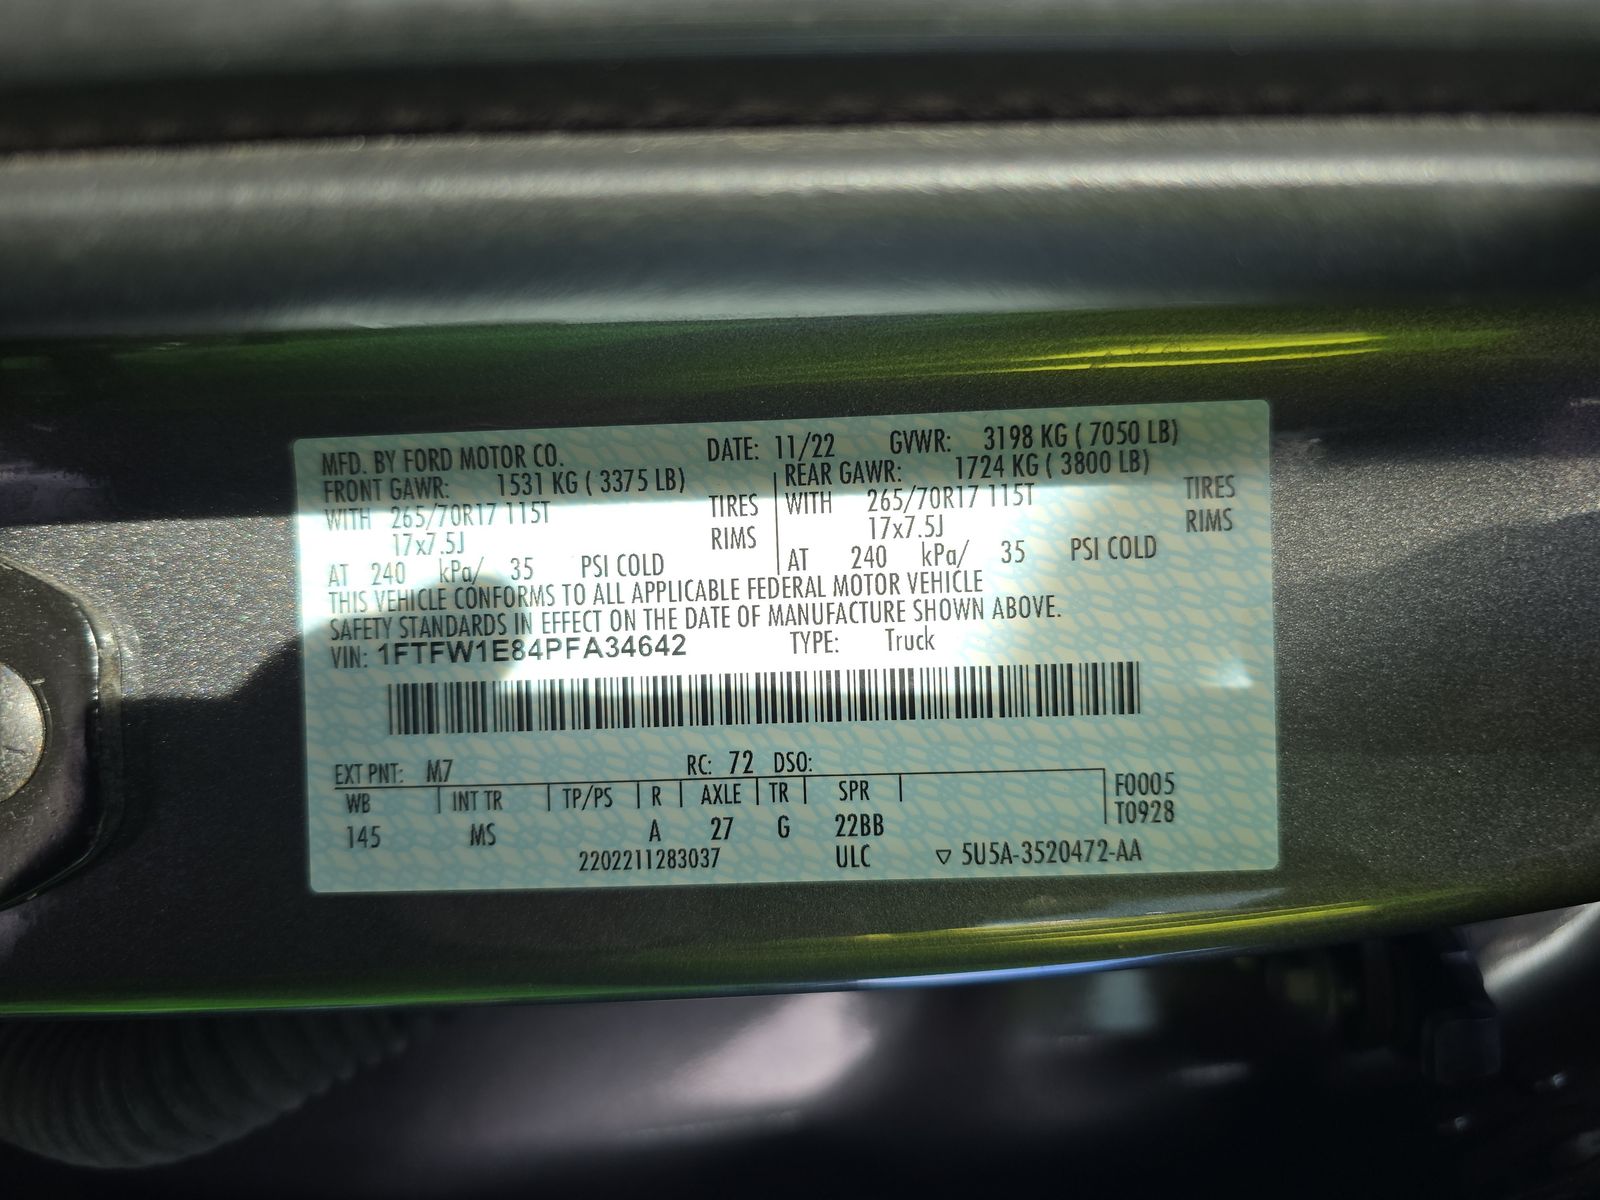 MFD. BY FORD MOTOR CO. DATE: 11/22 GVWR: 3198 KG ( 7050 LB)
FRONT GAWR: 1531 KG ( 3375 LB) REAR GAWR: 1724 KG ( 3800 LB)
WITH 265/70R17 115T TIRES WITH 265/70R17 115T TIRES
17x7.5J RIMS 17x7.5J RIMS
AT 240 kPa/ 35 PSI COLD AT 240 kPa/ 35 PSI COLD
THIS VEHICLE CONFORMS TO ALL APPLICABLE FEDERAL MOTOR VEHICLE
SAFETY STANDARDS IN EFFECT ON THE DATE OF MANUFACTURE SHOWN ABOVE.
VIN: 1FTFW1E84PFA34642 TYPE: Truck
EXT PNT: M7 RC: 72 DSO:
WB INT TR TP/PS R AXLE TR SPR F0005
145 MS A 27 G 22BB T0928
2202211283037 ULC ▽ 5U5A-3520472-AA